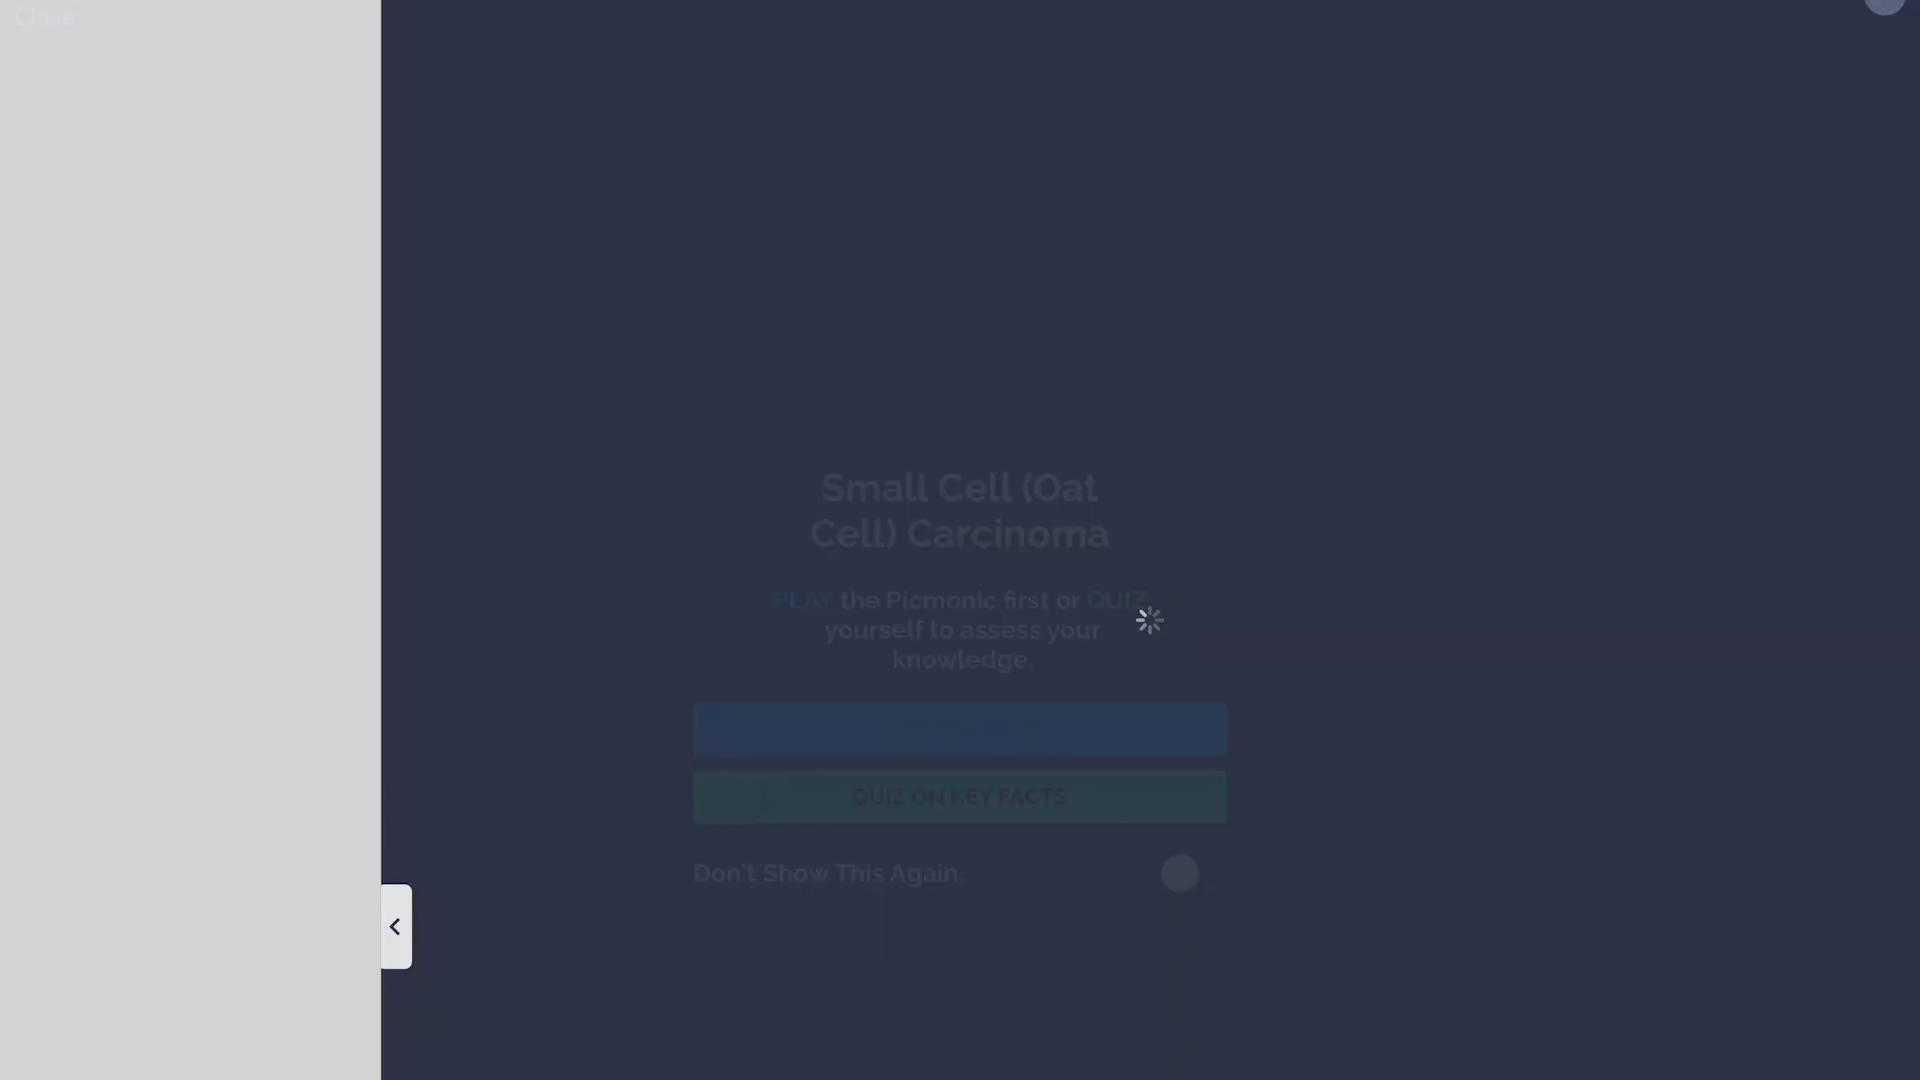 Close
Small Cell (Oat
Cell) Carcinoma
PLAY the Picmonic first or QUIZ
yourself to assess your
knowledge.
QUIZ ON KEY FACTS
Don't Show This Again.